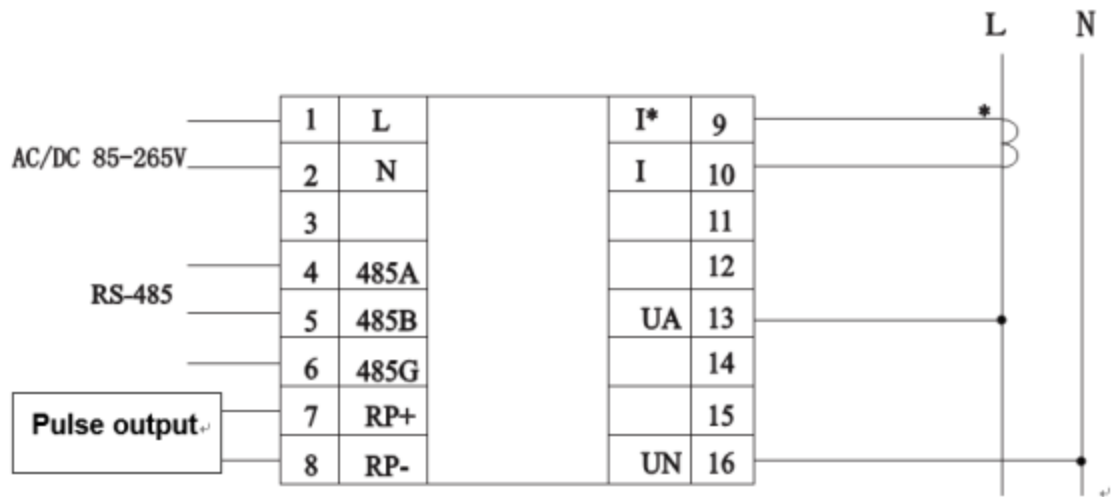 L N
1 L I* 9 *
AC/DC 85-265V 2 N I 10
3 11
4 485A 12
RS-485
5 485B UA 13
6 485G 14
Pulse output 7 RP+ 15
8 RP- UN 16